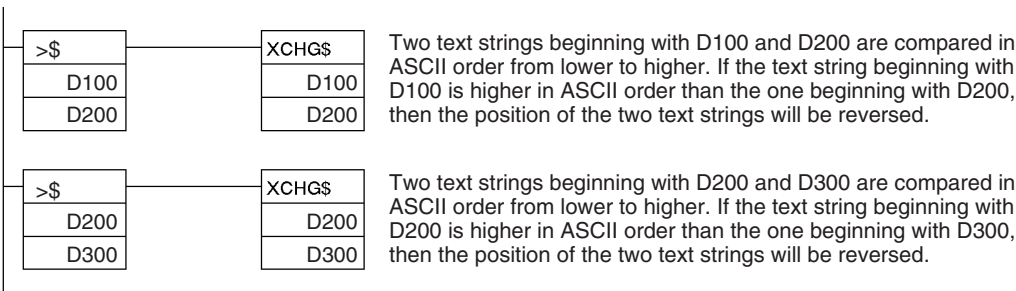 >$
D100
D200
XCHG$
D100
D200
Two text strings beginning with D100 and D200 are compared in
ASCII order from lower to higher. If the text string beginning with
D100 is higher in ASCII order than the one beginning with D200,
then the position of the two text strings will be reversed.
>$
D200
D300
XCHG$
D200
D300
Two text strings beginning with D200 and D300 are compared in
ASCII order from lower to higher. If the text string beginning with
D200 is higher in ASCII order than the one beginning with D300,
then the position of the two text strings will be reversed.